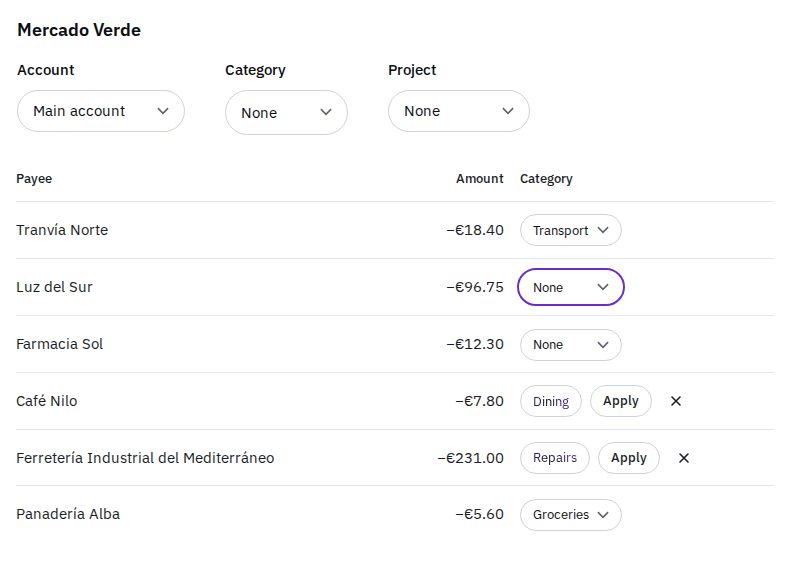 Mercado Verde
Account Category Project
Main account None None
Payee Amount Category
Tranvía Norte −€18.40 Transport
Luz del Sur −€96.75 None
Farmacia Sol −€12.30 None
Café Nilo −€7.80 Dining Apply
Ferretería Industrial del Mediterráneo −€231.00 Repairs Apply
Panadería Alba −€5.60 Groceries